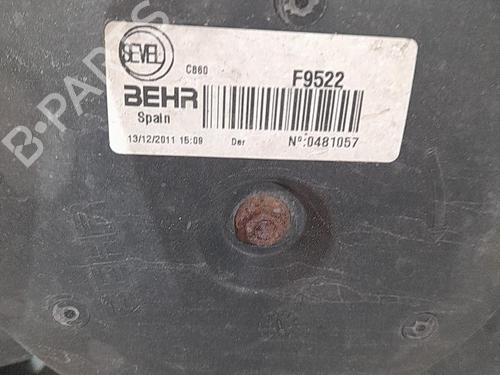 SEVEL
C860
F9522
BEHR
Spain
13/12/2011 15:09 Der Nº:0481057
B-PARTS